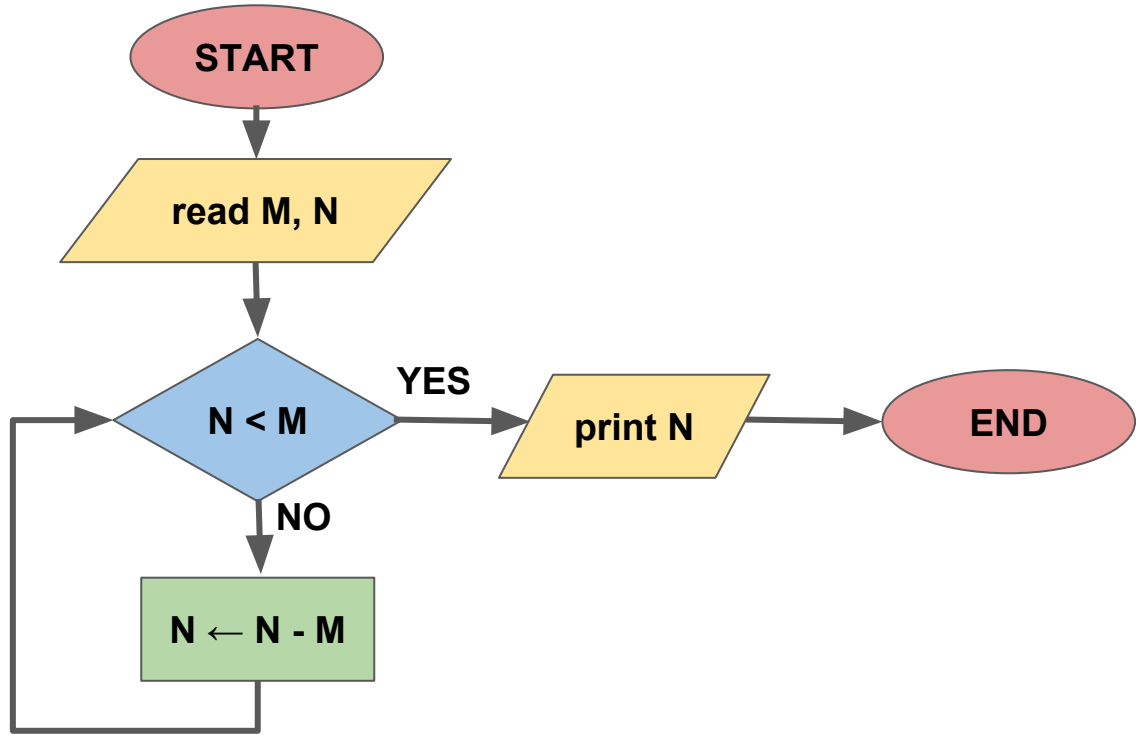 START
read M, N
N < M
YES
print N
END
NO
N ← N - M